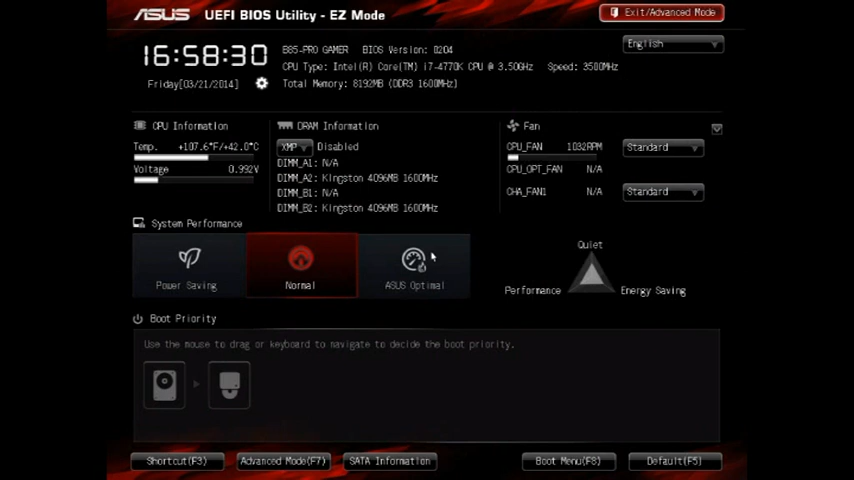 ASUS UEFI BIOS Utility - EZ Mode
Exit/Advanced Mode
English
16:58:30
Friday[03/21/2014]
B85-PRO GAMER BIOS Version: 0204
CPU Type: Intel(R) Core(TM) i7-4770K CPU @ 3.50GHz Speed: 3500MHz
Total Memory: 8192MB (DDR3 1600MHz)
CPU Information
Temp. +107.6°F/+42.0°C
Voltage 0.992V
DRAM Information
XMP Disabled
DIMM_A1: N/A
DIMM_A2: Kingston 4096MB 1600MHz
DIMM_B1: N/A
DIMM_B2: Kingston 4096MB 1600MHz
Fan
CPU_FAN 1032RPM
Standard
CPU_OPT_FAN N/A
CHA_FAN1 N/A
Standard
System Performance
Power Saving
Normal
ASUS Optimal
Quiet
Performance
Energy Saving
Boot Priority
Use the mouse to drag or keyboard to navigate to decide the boot priority.
Shortcut(F3)
Advanced Mode(F7)
SATA Information
Boot Menu(F8)
Default(F5)